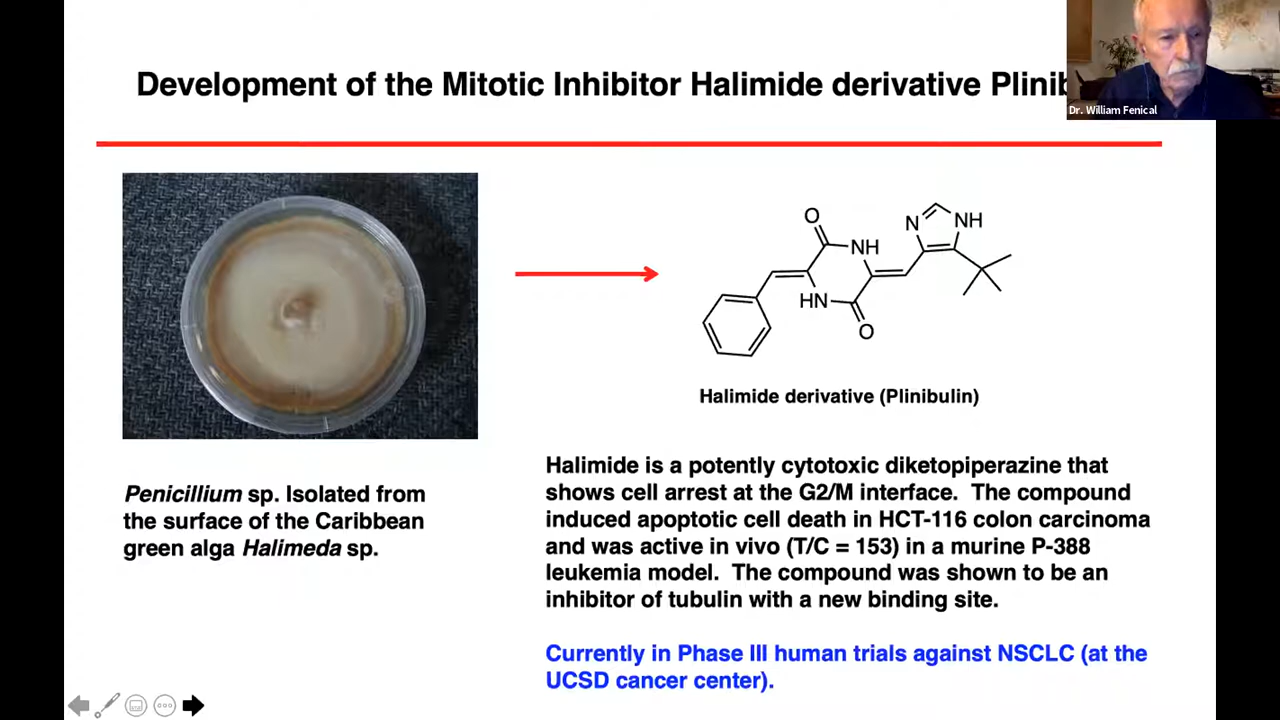 Development of the Mitotic Inhibitor Halimide derivative
Dr. William Fenical
O
N
NH
NH
HN
O
Halimide derivative (Plinibulin)
Penicillium sp. Isolated from
the surface of the Caribbean
green alga Halimeda sp.
Halimide is a potently cytotoxic diketopiperazine that
shows cell arrest at the G2/M interface. The compound
induced apoptotic cell death in HCT-116 colon carcinoma
and was active in vivo (T/C = 153) in a murine P-388
leukemia model. The compound was shown to be an
inhibitor of tubulin with a new binding site.
Currently in Phase III human trials against NSCLC (at the
UCSD cancer center).